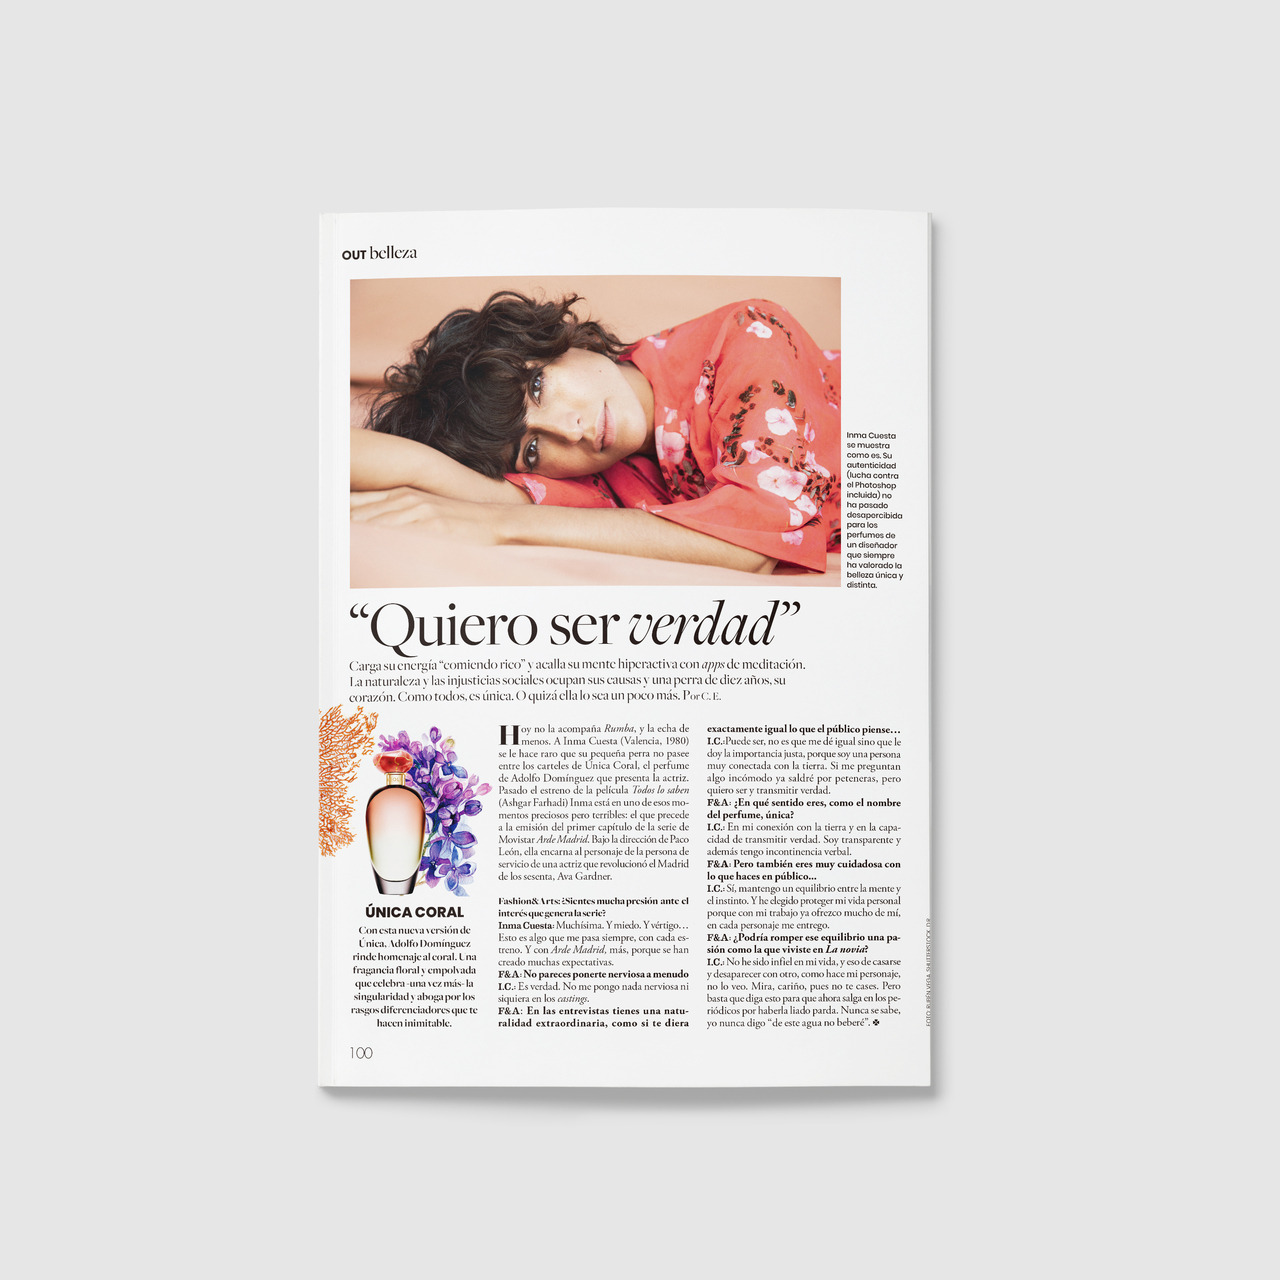 OUT belleza
Inma Cuesta
se muestra
como es. Su
autenticidad
(lucha contra
el Photoshop
incluida) no
ha pasado
desapercibida
para los
perfumes de
un diseñador
que siempre
ha valorado la
belleza única y
distinta.
“Quiero ser verdad”
Carga su energía “comiendo rico” y acalla su mente hiperactiva con apps de meditación.
La naturaleza y las injusticias sociales ocupan sus causas y una perra de diez años, su
corazón. Como todos, es única. O quizá ella lo sea un poco más. Por C. E.
ÚNICA CORAL
Con esta nueva versión de
Única, Adolfo Domínguez
rinde homenaje al coral. Una
fragancia floral y empolvada
que celebra -una vez más- la
singularidad y aboga por los
rasgos diferenciadores que te
hacen inimitable.
Hoy no la acompaña Rumba, y la echa de
menos. A Inma Cuesta (Valencia, 1980)
se le hace raro que su pequeña perra no pasee
entre los carteles de Única Coral, el perfume
de Adolfo Domínguez que presenta la actriz.
Pasado el estreno de la película Todos lo saben
(Ashgar Farhadi) Inma está en uno de esos mo-
mentos preciosos pero terribles: el que precede
a la emisión del primer capítulo de la serie de
Movistar Arde Madrid. Bajo la dirección de Paco
León, ella encarna al personaje de la persona de
servicio de una actriz que revolucionó el Madrid
de los sesenta, Ava Gardner.
Fashion&Arts: ¿Sientes mucha presión ante el
interés que genera la serie?
Inma Cuesta: Muchísima. Y miedo. Y vértigo…
Esto es algo que me pasa siempre, con cada es-
treno. Y con Arde Madrid, más, porque se han
creado muchas expectativas.
F&A: No pareces ponerte nerviosa a menudo
I.C.: Es verdad. No me pongo nada nerviosa ni
siquiera en los castings.
F&A: En las entrevistas tienes una natu-
ralidad extraordinaria, como si te diera
exactamente igual lo que el público piense…
I.C.:Puede ser, no es que me dé igual sino que le
doy la importancia justa, porque soy una persona
muy conectada con la tierra. Si me preguntan
algo incómodo ya saldré por peteneras, pero
quiero ser y transmitir verdad.
F&A: ¿En qué sentido eres, como el nombre
del perfume, única?
I.C.: En mi conexión con la tierra y en la capa-
cidad de transmitir verdad. Soy transparente y
además tengo incontinencia verbal.
F&A: Pero también eres muy cuidadosa con
lo que haces en público...
I.C.: Sí, mantengo un equilibrio entre la mente y
el instinto. Y he elegido proteger mi vida personal
porque con mi trabajo ya ofrezco mucho de mí,
en cada personaje me entrego.
F&A: ¿Podría romper ese equilibrio una pa-
sión como la que viviste en La novia?
I.C.: No he sido infiel en mi vida, y eso de casarse
y desaparecer con otro, como hace mi personaje,
no lo veo. Mira, cariño, pues no te cases. Pero
basta que diga esto para que ahora salga en los pe-
riódicos por haberla liado parda. Nunca se sabe,
yo nunca digo “de este agua no beberé”.
FOTO: RUBÉN VEGA, SHUTTERSTOCK, D.R.
100